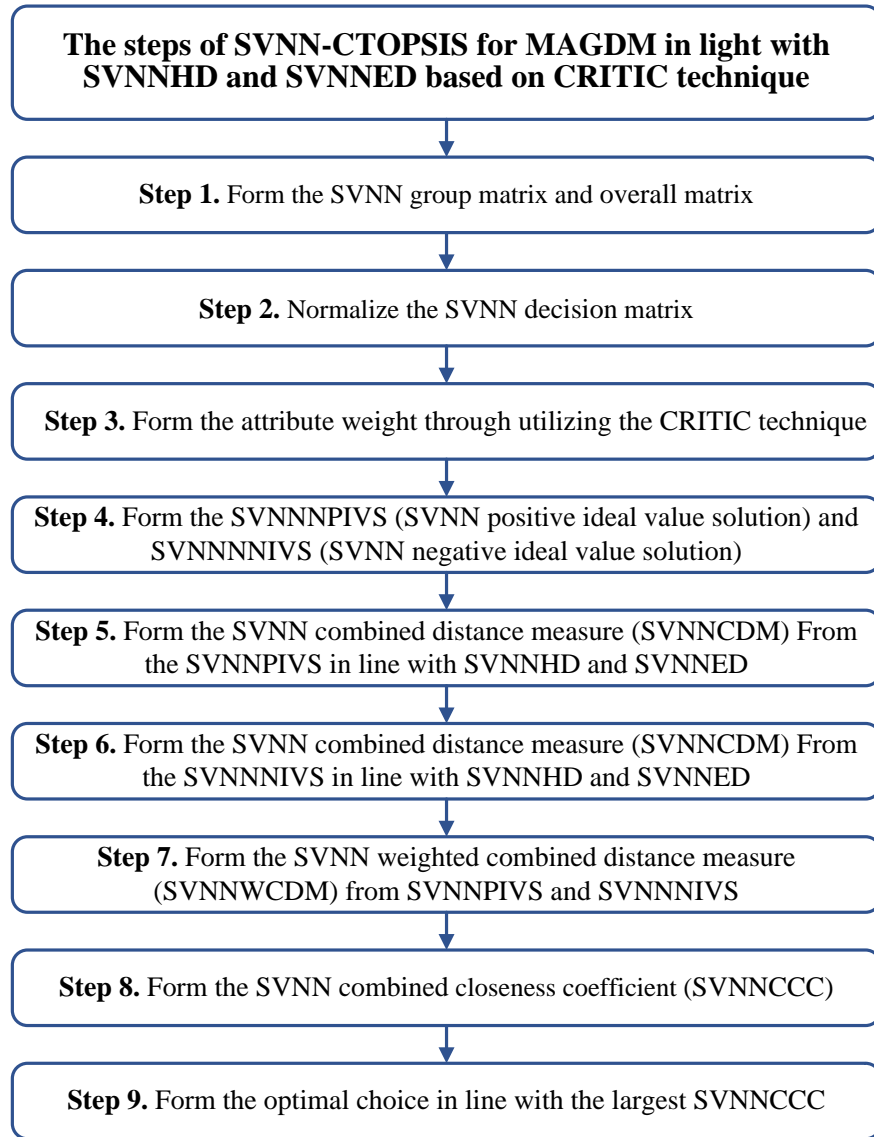 The steps of SVNN-CTOPSIS for MAGDM in light with
SVNNHD and SVNNED based on CRITIC technique
Step 1. Form the SVNN group matrix and overall matrix
Step 2. Normalize the SVNN decision matrix
Step 3. Form the attribute weight through utilizing the CRITIC technique
Step 4. Form the SVNNNPIVS (SVNN positive ideal value solution) and
SVNNNNIVS (SVNN negative ideal value solution)
Step 5. Form the SVNN combined distance measure (SVNNCDM) From
the SVNNPIVS in line with SVNNHD and SVNNED
Step 6. Form the SVNN combined distance measure (SVNNCDM) From
the SVNNNIVS in line with SVNNHD and SVNNED
Step 7. Form the SVNN weighted combined distance measure
(SVNNWCDM) from SVNNPIVS and SVNNNIVS
Step 8. Form the SVNN combined closeness coefficient (SVNNCCC)
Step 9. Form the optimal choice in line with the largest SVNNCCC